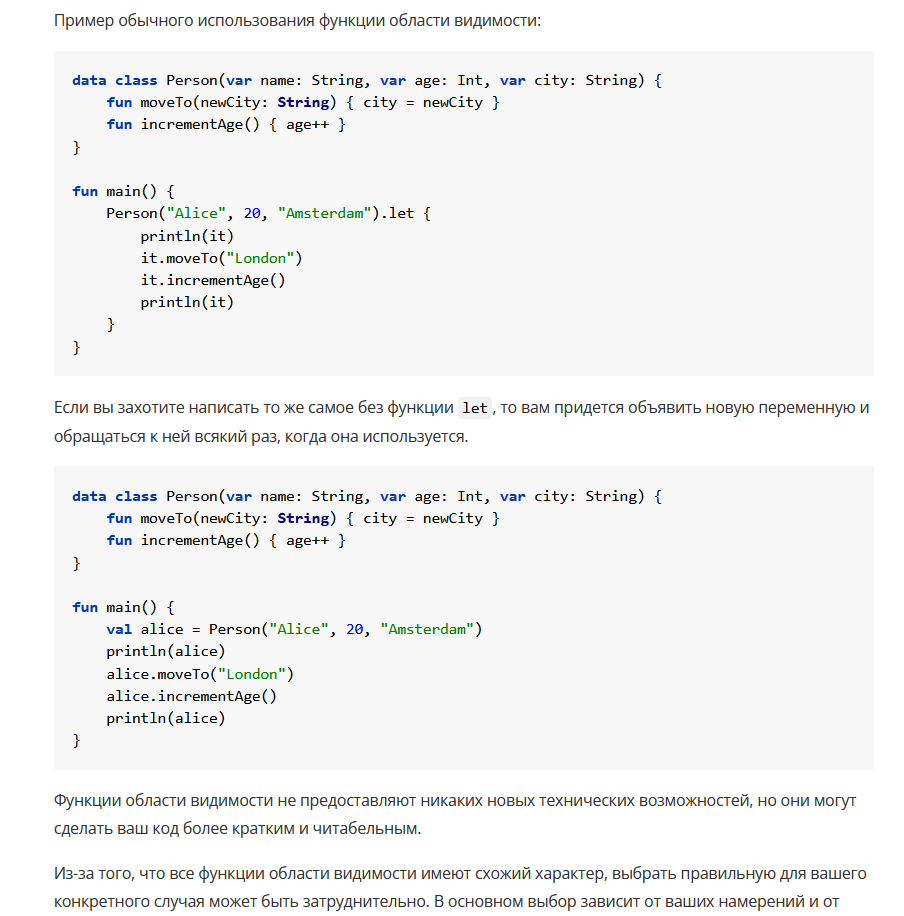 Пример обычного использования функции области видимости:
data class Person(var name: String, var age: Int, var city: String) {
    fun moveTo(newCity: String) { city = newCity }
    fun incrementAge() { age++ }
}
fun main() {
    Person("Alice", 20, "Amsterdam").let {
        println(it)
        it.moveTo("London")
        it.incrementAge()
        println(it)
    }
}
Если вы захотите написать то же самое без функции let, то вам придется объявить новую переменную и
обращаться к ней всякий раз, когда она используется.
data class Person(var name: String, var age: Int, var city: String) {
    fun moveTo(newCity: String) { city = newCity }
    fun incrementAge() { age++ }
}
fun main() {
    val alice = Person("Alice", 20, "Amsterdam")
    println(alice)
    alice.moveTo("London")
    alice.incrementAge()
    println(alice)
}
Функции области видимости не предоставляют никаких новых технических возможностей, но они могут
сделать ваш код более кратким и читабельным.
Из-за того, что все функции области видимости имеют схожий характер, выбрать правильную для вашего
конкретного случая может быть затруднительно. В основном выбор зависит от ваших намерений и от